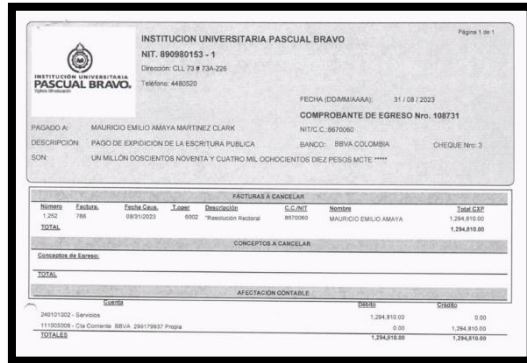 Página 1 de 1
INSTITUCION UNIVERSITARIA PASCUAL BRAVO
NIT. 890980153 - 1
Dirección: CLL 73 # 73A-226
Teléfono: 4480520
INSTITUCIÓN UNIVERSITARIA
PASCUAL BRAVO
FECHA (DD/MM/AAAA): 31 / 08 / 2023
COMPROBANTE DE EGRESO Nro. 108731
PAGADO A: MAURICIO EMILIO AMAYA MARTINEZ CLARK NIT/C.C.:8670060
DESCRIPCIÓN: PAGO DE EXPIDICION DE LA ESCRITURA PUBLICA BANCO: BBVA COLOMBIA CHEQUE Nro: 3
SON: UN MILLÓN DOSCIENTOS NOVENTA Y CUATRO MIL OCHOCIENTOS DIEZ PESOS MCTE *****
FACTURAS A CANCELAR
Número Factura. Fecha Caus. T.oper Descripción C.C./NIT Nombre Total CXP
1,252 786 08/31/2023 6002 "Resolución Rectoral 8670060 MAURICIO EMILIO AMAYA 1,294,810.00
TOTAL 1,294,810.00
CONCEPTOS A CANCELAR
Concepto de Egreso:
TOTAL
AFECTACIÓN CONTABLE
Cuenta Débito Crédito
240101002 - Servicios 1,294,810.00 0.00
111005006 - Cta Corriente BBVA 299179937 Propia 0.00 1,294,810.00
TOTALES 1,294,810.00 1,294,810.00